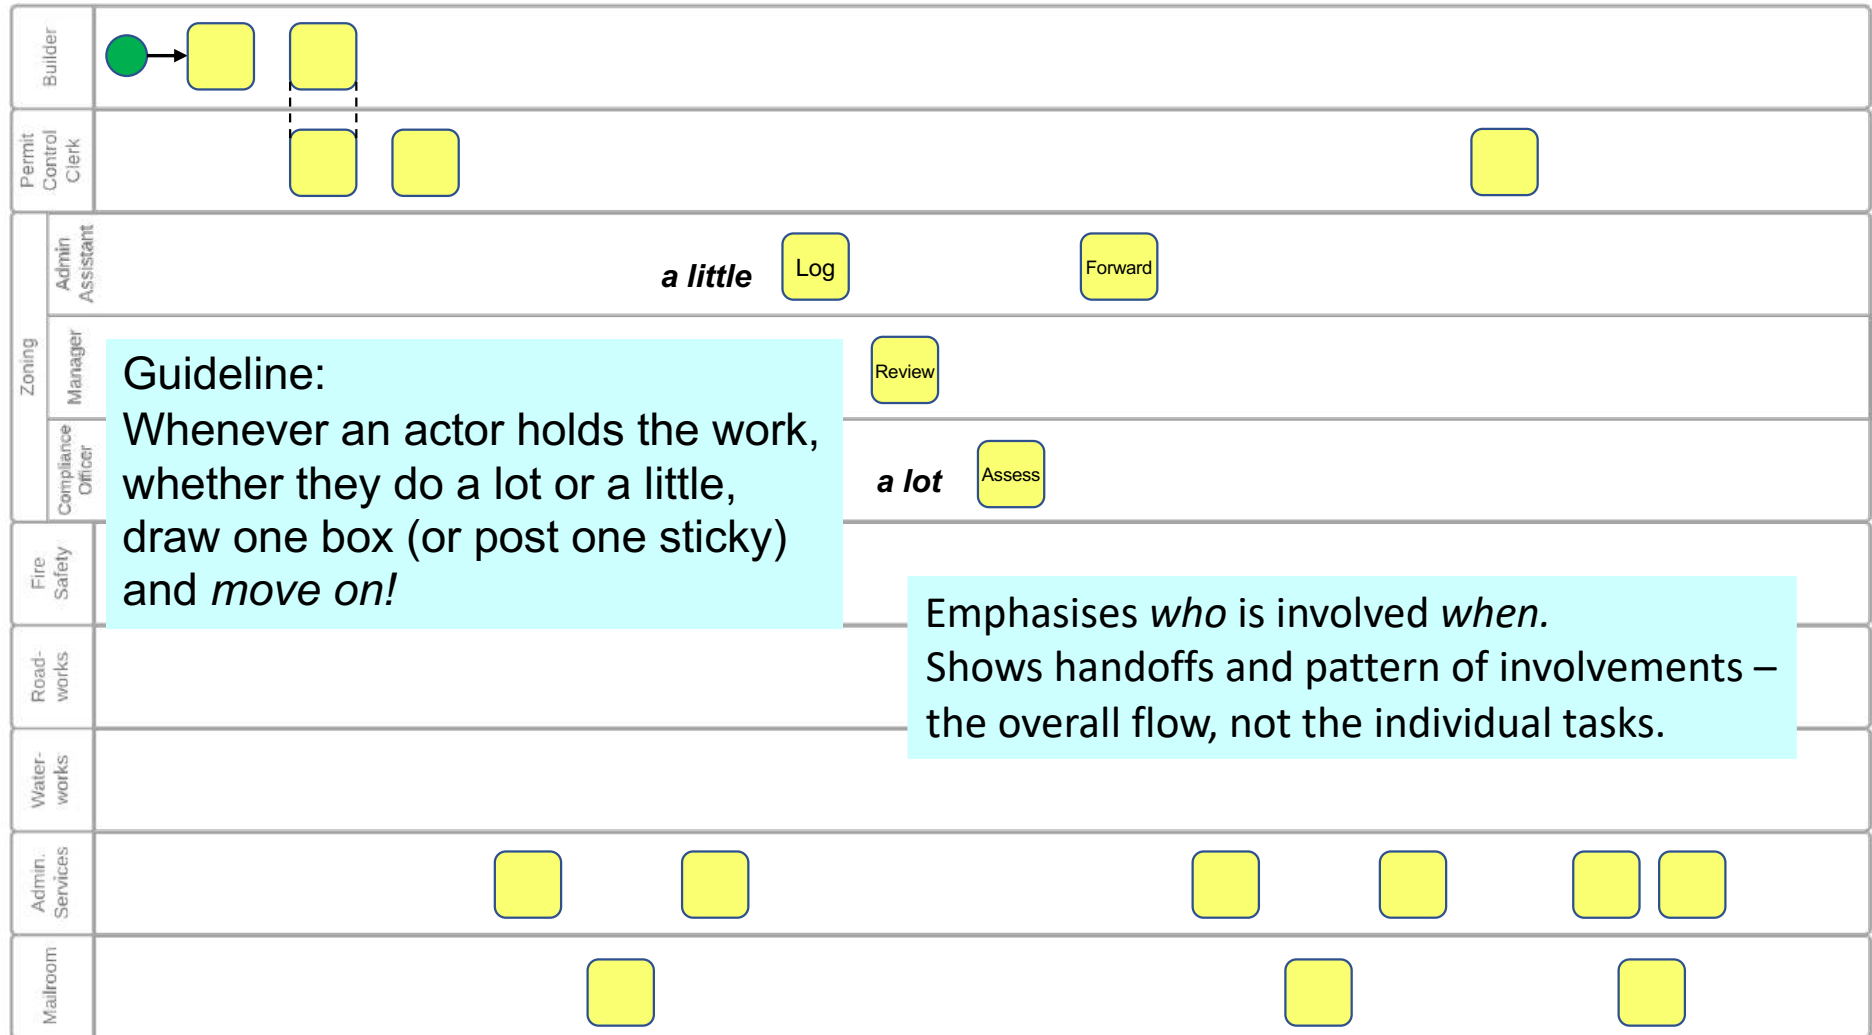 Builder
Permit
Control
Clerk
Zoning
Admin
Assistant
a little
Log
Forward
Manager
Review
Compliance
Officer
a lot
Assess
Guideline:
Whenever an actor holds the work,
whether they do a lot or a little,
draw one box (or post one sticky)
and move on!
Fire
Safety
Emphasises who is involved when.
Shows handoffs and pattern of involvements –
the overall flow, not the individual tasks.
Road-
works
Water-
works
Admin.
Services
Mailroom